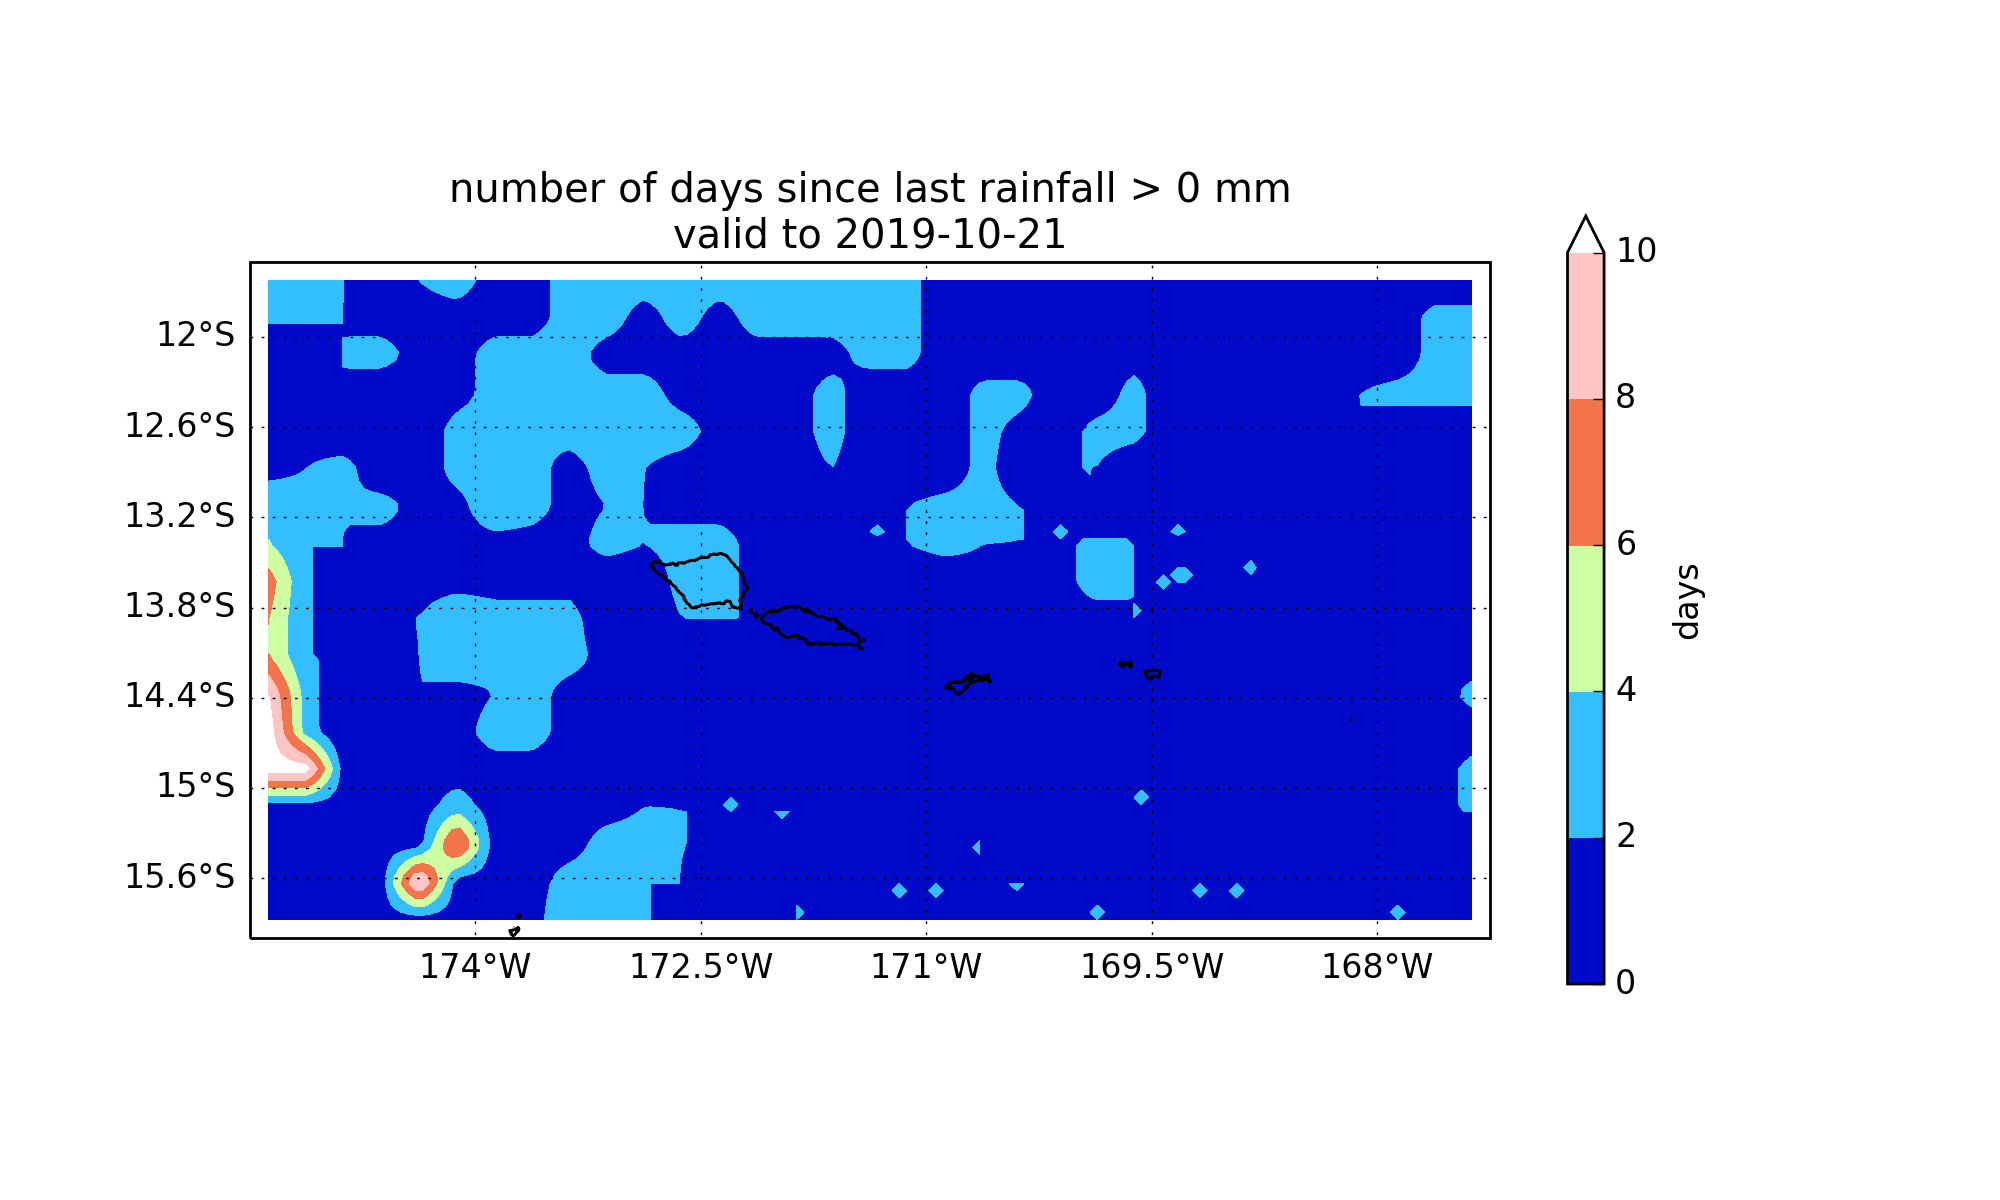 number of days since last rainfall > 0 mm
valid to 2019-10-21
12°S
12.6°S
13.2°S
13.8°S
14.4°S
15°S
15.6°S
174°W 172.5°W 171°W 169.5°W 168°W
10
8
6
4
2
0
days